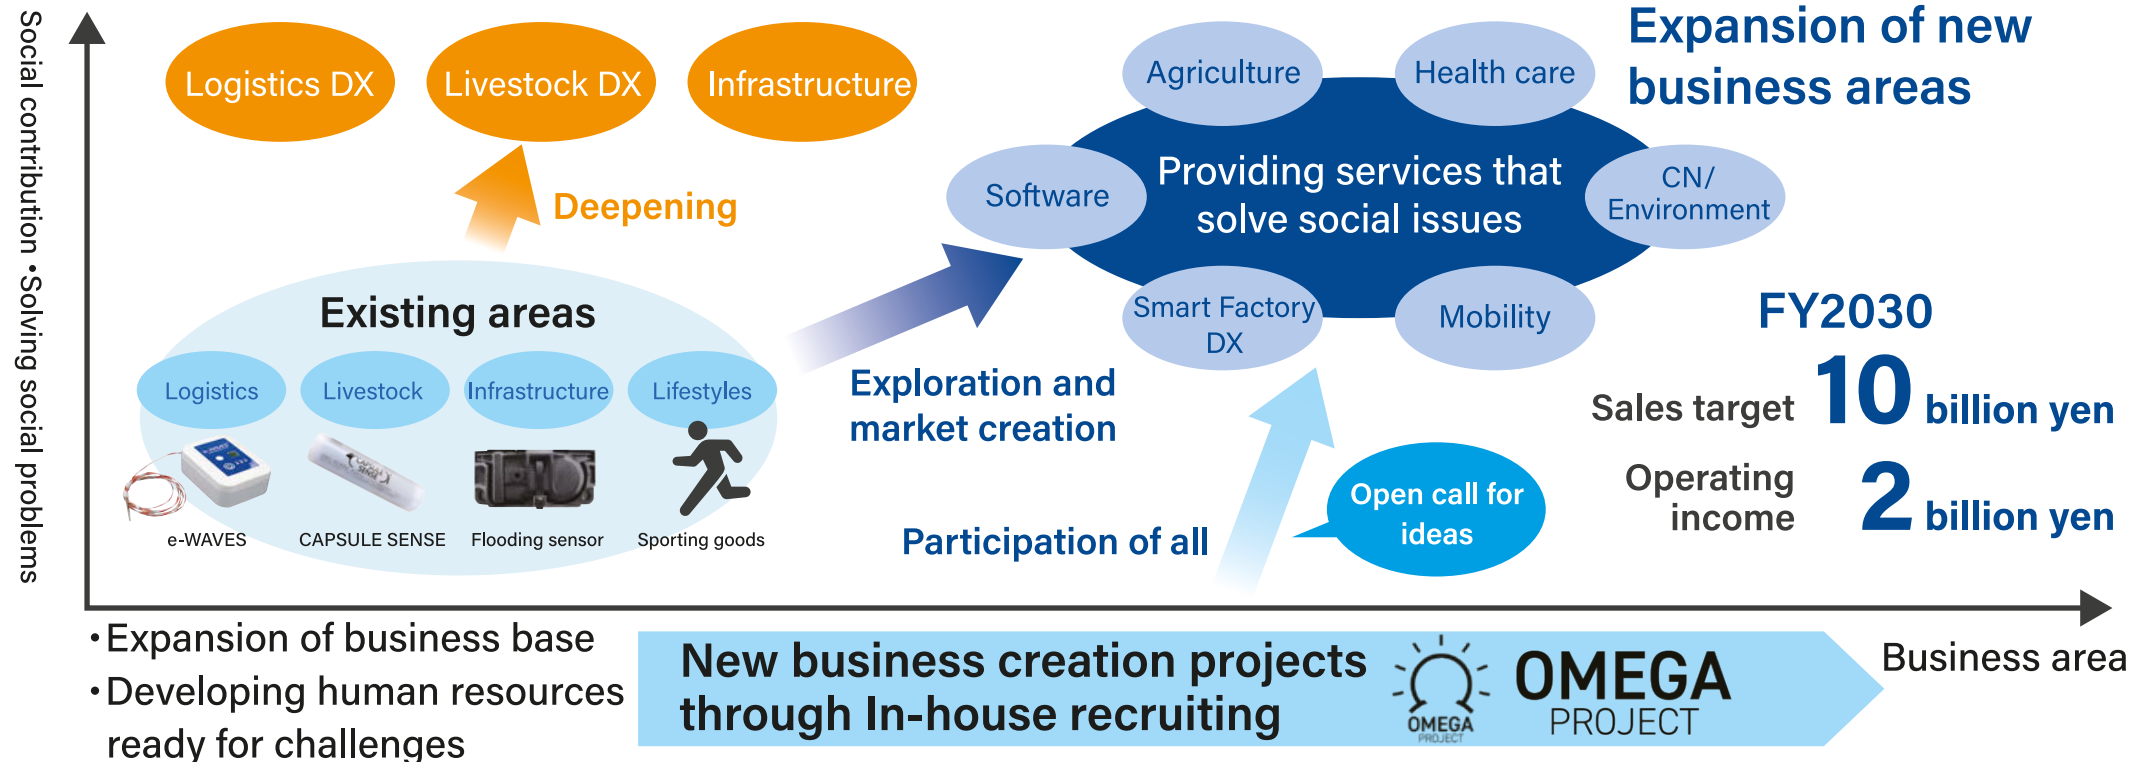 Social contribution •Solving social problems
Logistics DX
Livestock DX
Infrastructure
Deepening
Existing areas
Logistics
Livestock
Infrastructure
Lifestyles
CAPSULE
SENSE
e-WAVES
CAPSULE SENSE
Flooding sensor
Sporting goods
Expansion of new
business areas
Agriculture
Health care
Software
Providing services that
solve social issues
CN/
Environment
Smart Factory
DX
Mobility
Exploration and
market creation
Participation of all
Open call for
ideas
FY2030
Sales target 10 billion yen
Operating
income 2 billion yen
Business area
•Expansion of business base
•Developing human resources
ready for challenges
New business creation projects
through In-house recruiting
OMEGA
PROJECT
OMEGA
PROJECT